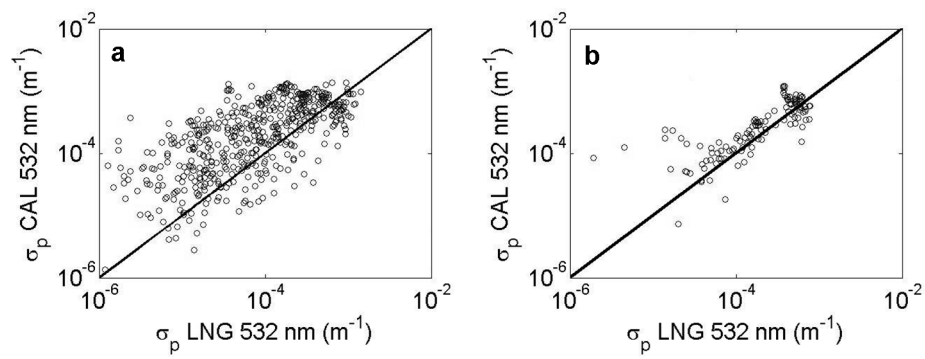 a
10^-2
10^-4
10^-6
σp CAL 532 nm (m^-1)
10^-6 10^-4 10^-2
σp LNG 532 nm (m^-1)
b
10^-2
10^-4
10^-6
σp CAL 532 nm (m^-1)
10^-6 10^-4 10^-2
σp LNG 532 nm (m^-1)